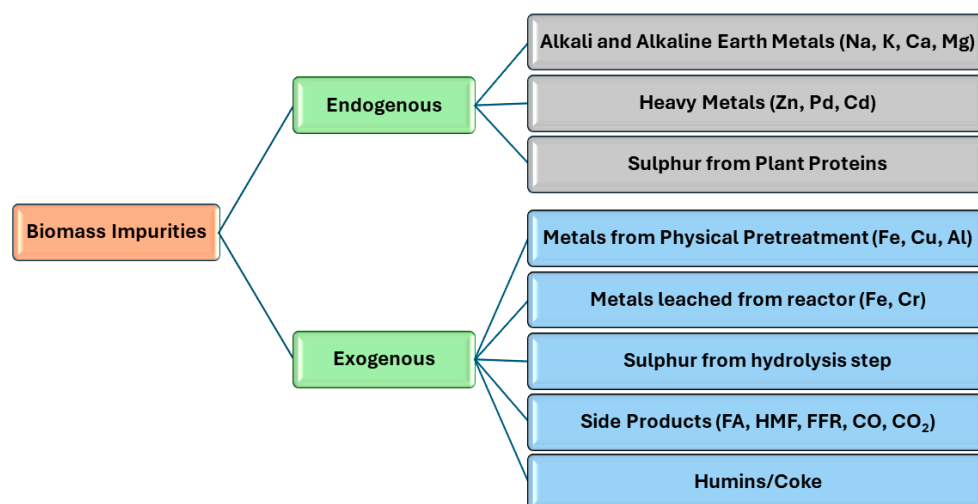 Biomass Impurities
Endogenous
Alkali and Alkaline Earth Metals (Na, K, Ca, Mg)
Heavy Metals (Zn, Pd, Cd)
Sulphur from Plant Proteins
Exogenous
Metals from Physical Pretreatment (Fe, Cu, Al)
Metals leached from reactor (Fe, Cr)
Sulphur from hydrolysis step
Side Products (FA, HMF, FFR, CO, CO₂)
Humins/Coke